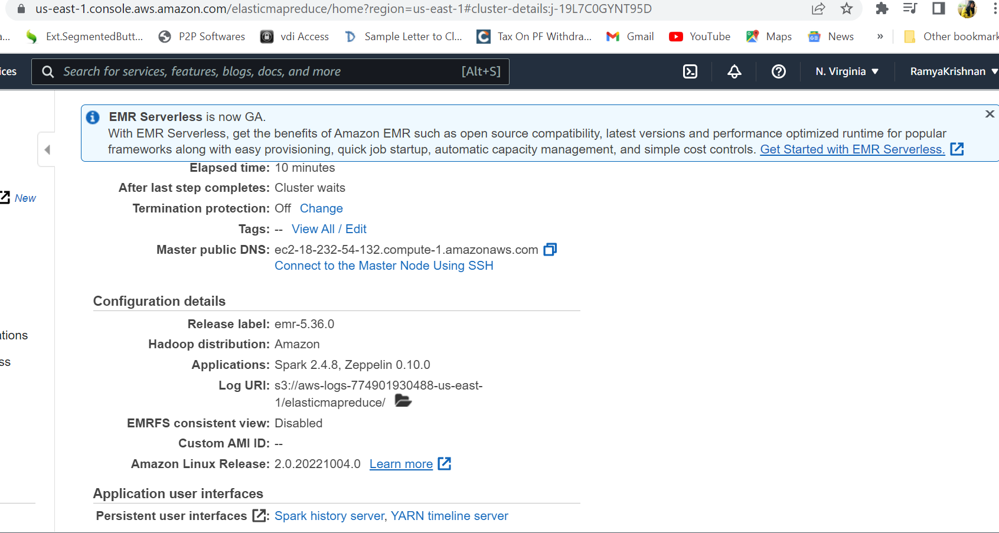 us-east-1.console.aws.amazon.com/elasticmapreduce/home?region=us-east-1#cluster-details:j-19L7C0GYNT95D
a... Ext.SegmentedButt... P2P Softwares vdi Access Sample Letter to Cl... Tax On PF Withdra... Gmail YouTube Maps News » Other bookmark
ices Search for services, features, blogs, docs, and more [Alt+S] N. Virginia RamyaKrishnan
EMR Serverless is now GA.
With EMR Serverless, get the benefits of Amazon EMR such as open source compatibility, latest versions and performance optimized runtime for popular
frameworks along with easy provisioning, quick job startup, automatic capacity management, and simple cost controls. Get Started with EMR Serverless.
Elapsed time: 10 minutes
After last step completes: Cluster waits
New
Termination protection: Off Change
Tags: -- View All / Edit
Master public DNS: ec2-18-232-54-132.compute-1.amazonaws.com
Connect to the Master Node Using SSH
Configuration details
Release label: emr-5.36.0
ations
Hadoop distribution: Amazon
ss
Applications: Spark 2.4.8, Zeppelin 0.10.0
Log URI: s3://aws-logs-774901930488-us-east-
1/elasticmapreduce/
EMRFS consistent view: Disabled
Custom AMI ID: --
Amazon Linux Release: 2.0.20221004.0 Learn more
Application user interfaces
Persistent user interfaces : Spark history server, YARN timeline server